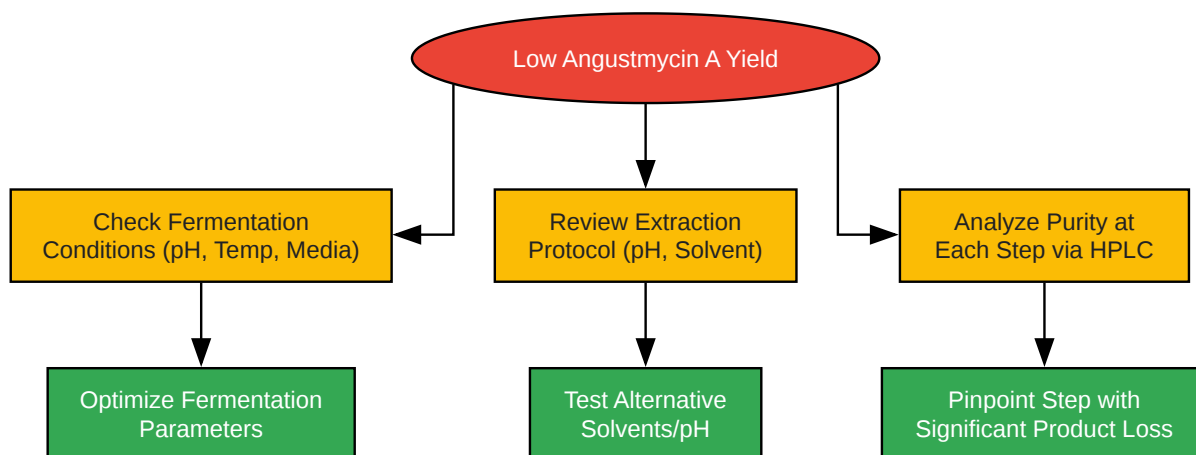 Low Angustmycin A Yield
Check Fermentation
Conditions (pH, Temp, Media)
Review Extraction
Protocol (pH, Solvent)
Analyze Purity at
Each Step via HPLC
Optimize Fermentation
Parameters
Test Alternative
Solvents/pH
Pinpoint Step with
Significant Product Loss